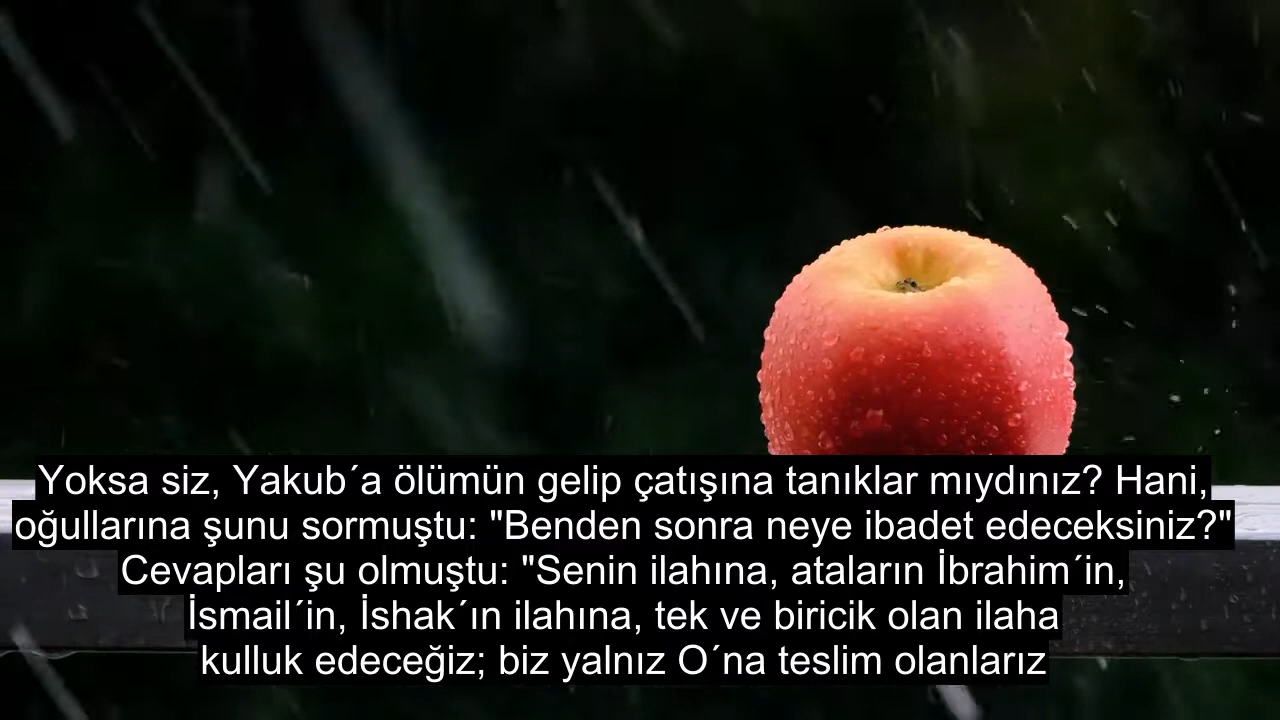 Yoksa siz, Yakub´a ölümün gelip çatışına tanıklar mıydınız? Hani,
oğullarına şunu sormuştu: "Benden sonra neye ibadet edeceksiniz?"
Cevapları şu olmuştu: "Senin ilahına, ataların İbrahim´in,
İsmail´in, İshak´ın ilahına, tek ve biricik olan ilaha
kulluk edeceğiz; biz yalnız O´na teslim olanlarız